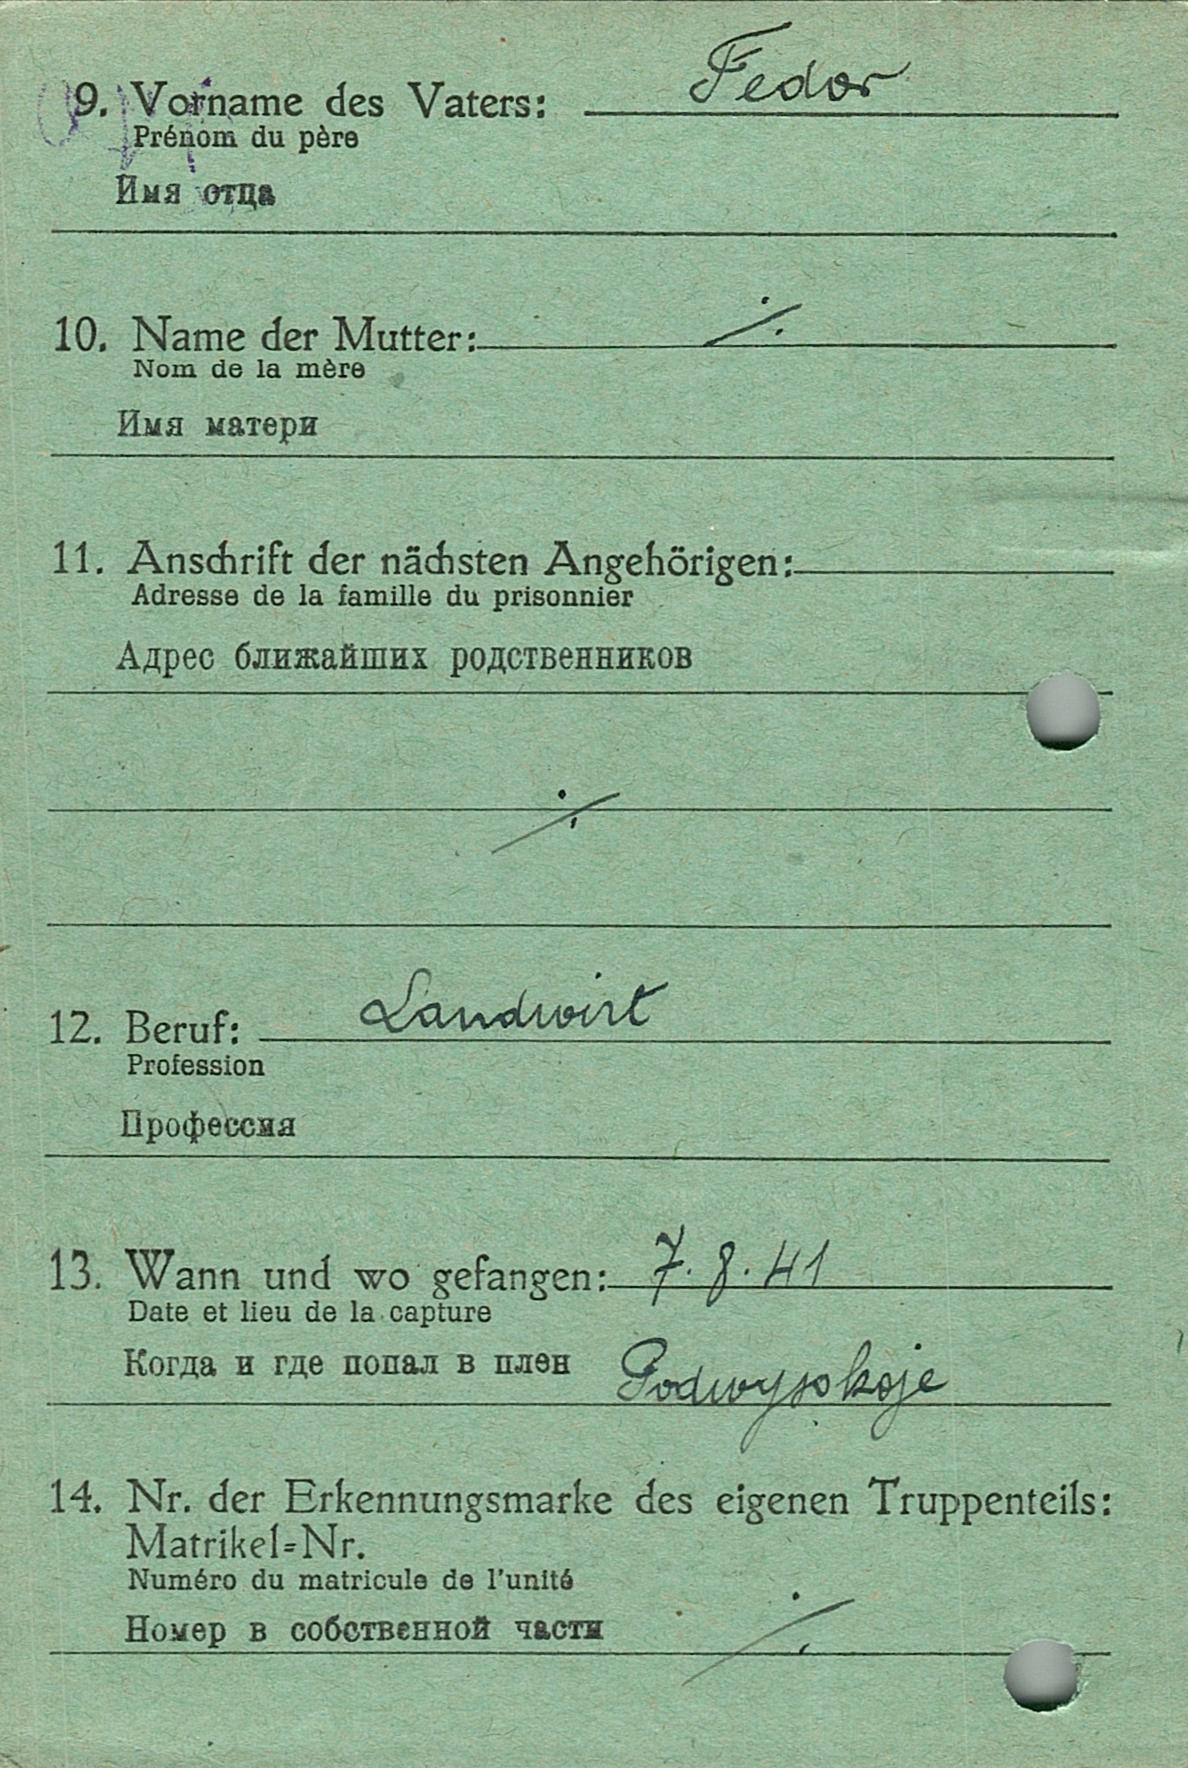 9. Vorname des Vaters: Fedor
Prénom du père
Имя отца
10. Name der Mutter: ./.
Nom de la mère
Имя матери
11. Anschrift der nächsten Angehörigen:
Adresse de la famille du prisonnier
Адрес ближайших родственников
./.
12. Beruf: Landwirt
Profession
Профессия
13. Wann und wo gefangen: 7.8.41
Date et lieu de la capture
Когда и где попал в плен Podwysokoje
14. Nr. der Erkennungsmarke des eigenen Truppenteils:
Matrikel-Nr.
Numéro du matricule de l'unité
Номер в собственной части ./.